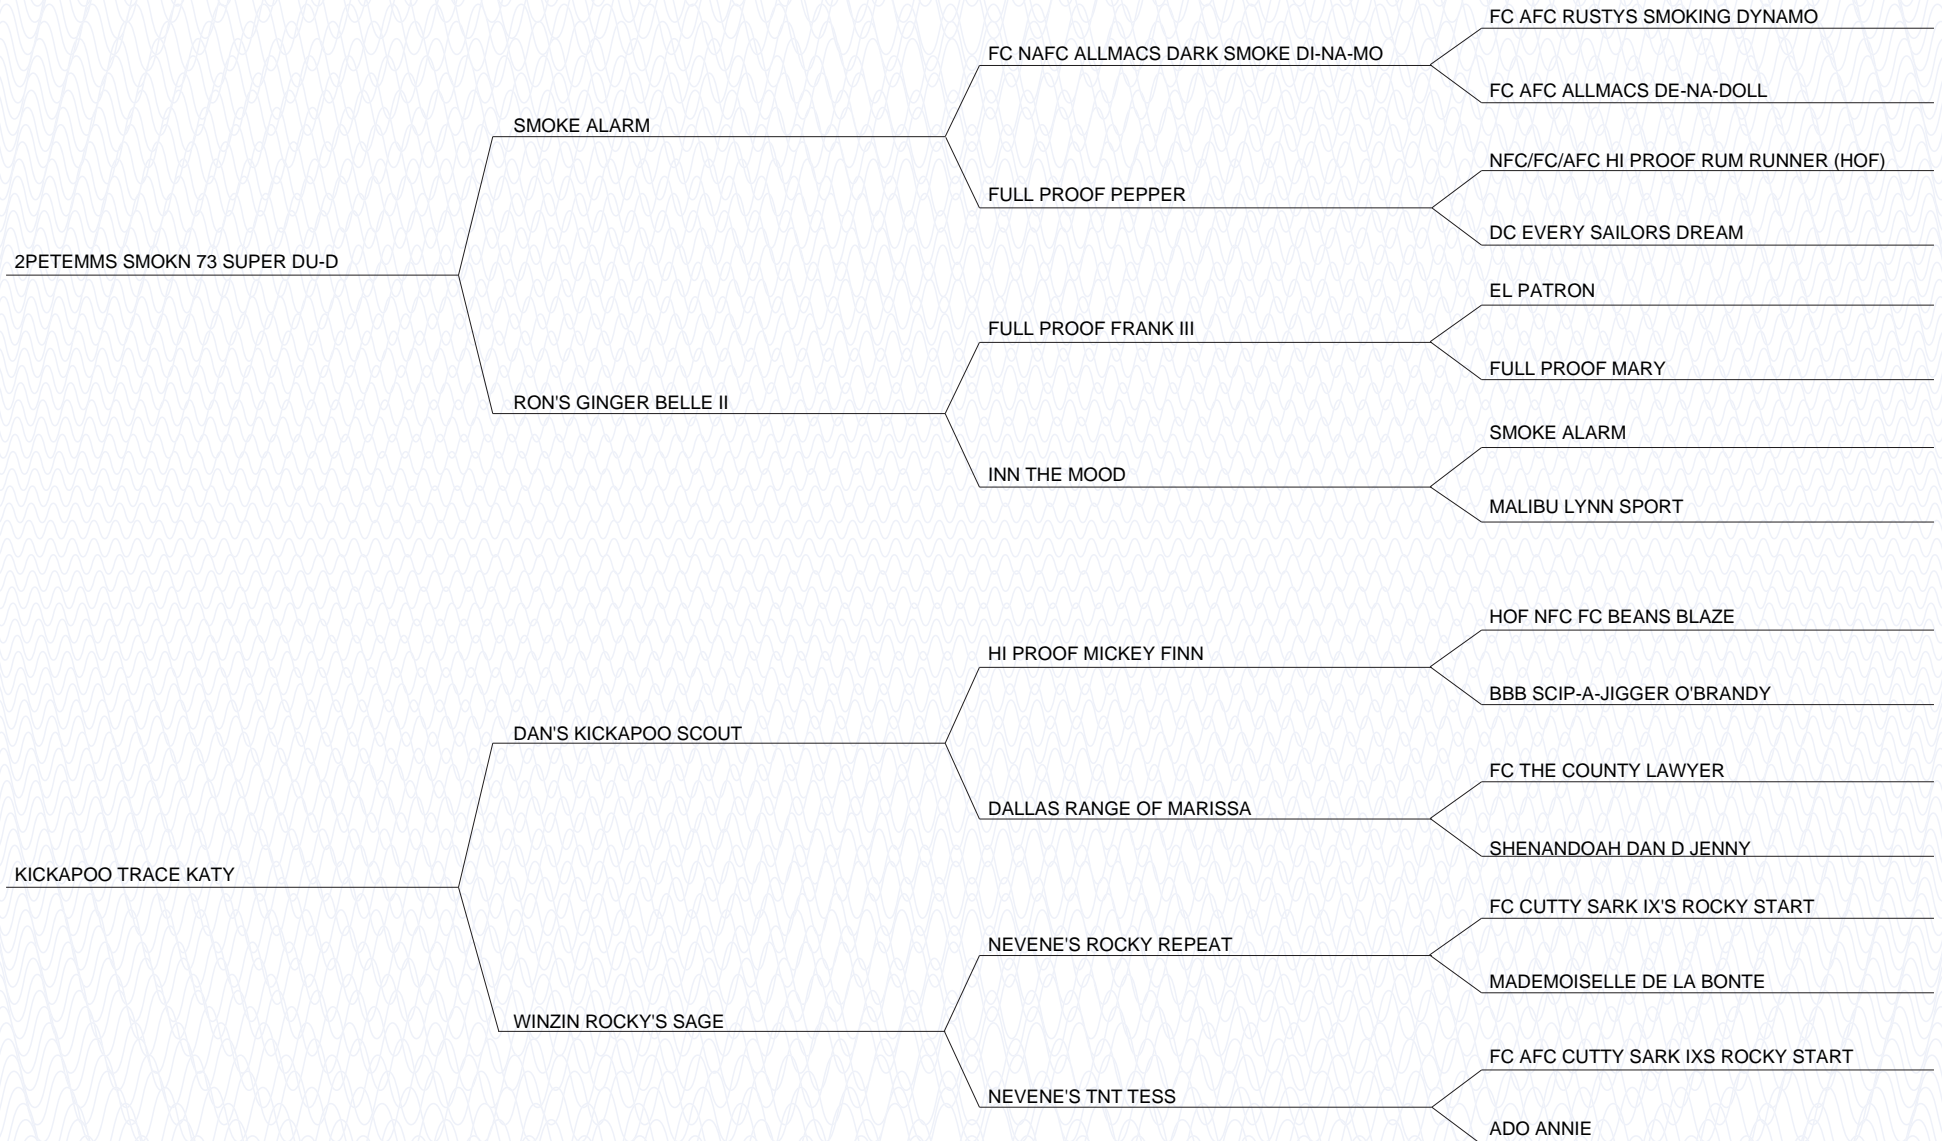 FC AFC RUSTYS SMOKING DYNAMO
FC NAFC ALLMACS DARK SMOKE DI-NA-MO
FC AFC ALLMACS DE-NA-DOLL
SMOKE ALARM
NFC/FC/AFC HI PROOF RUM RUNNER (HOF)
FULL PROOF PEPPER
DC EVERY SAILORS DREAM
2PETEMMS SMOKN 73 SUPER DU-D
EL PATRON
FULL PROOF FRANK III
FULL PROOF MARY
RON'S GINGER BELLE II
SMOKE ALARM
INN THE MOOD
MALIBU LYNN SPORT
HOF NFC FC BEANS BLAZE
HI PROOF MICKEY FINN
BBB SCIP-A-JIGGER O'BRANDY
DAN'S KICKAPOO SCOUT
FC THE COUNTY LAWYER
DALLAS RANGE OF MARISSA
SHENANDOAH DAN D JENNY
KICKAPOO TRACE KATY
FC CUTTY SARK IX'S ROCKY START
NEVENE'S ROCKY REPEAT
MADEMOISELLE DE LA BONTE
WINZIN ROCKY'S SAGE
FC AFC CUTTY SARK IXS ROCKY START
NEVENE'S TNT TESS
ADO ANNIE